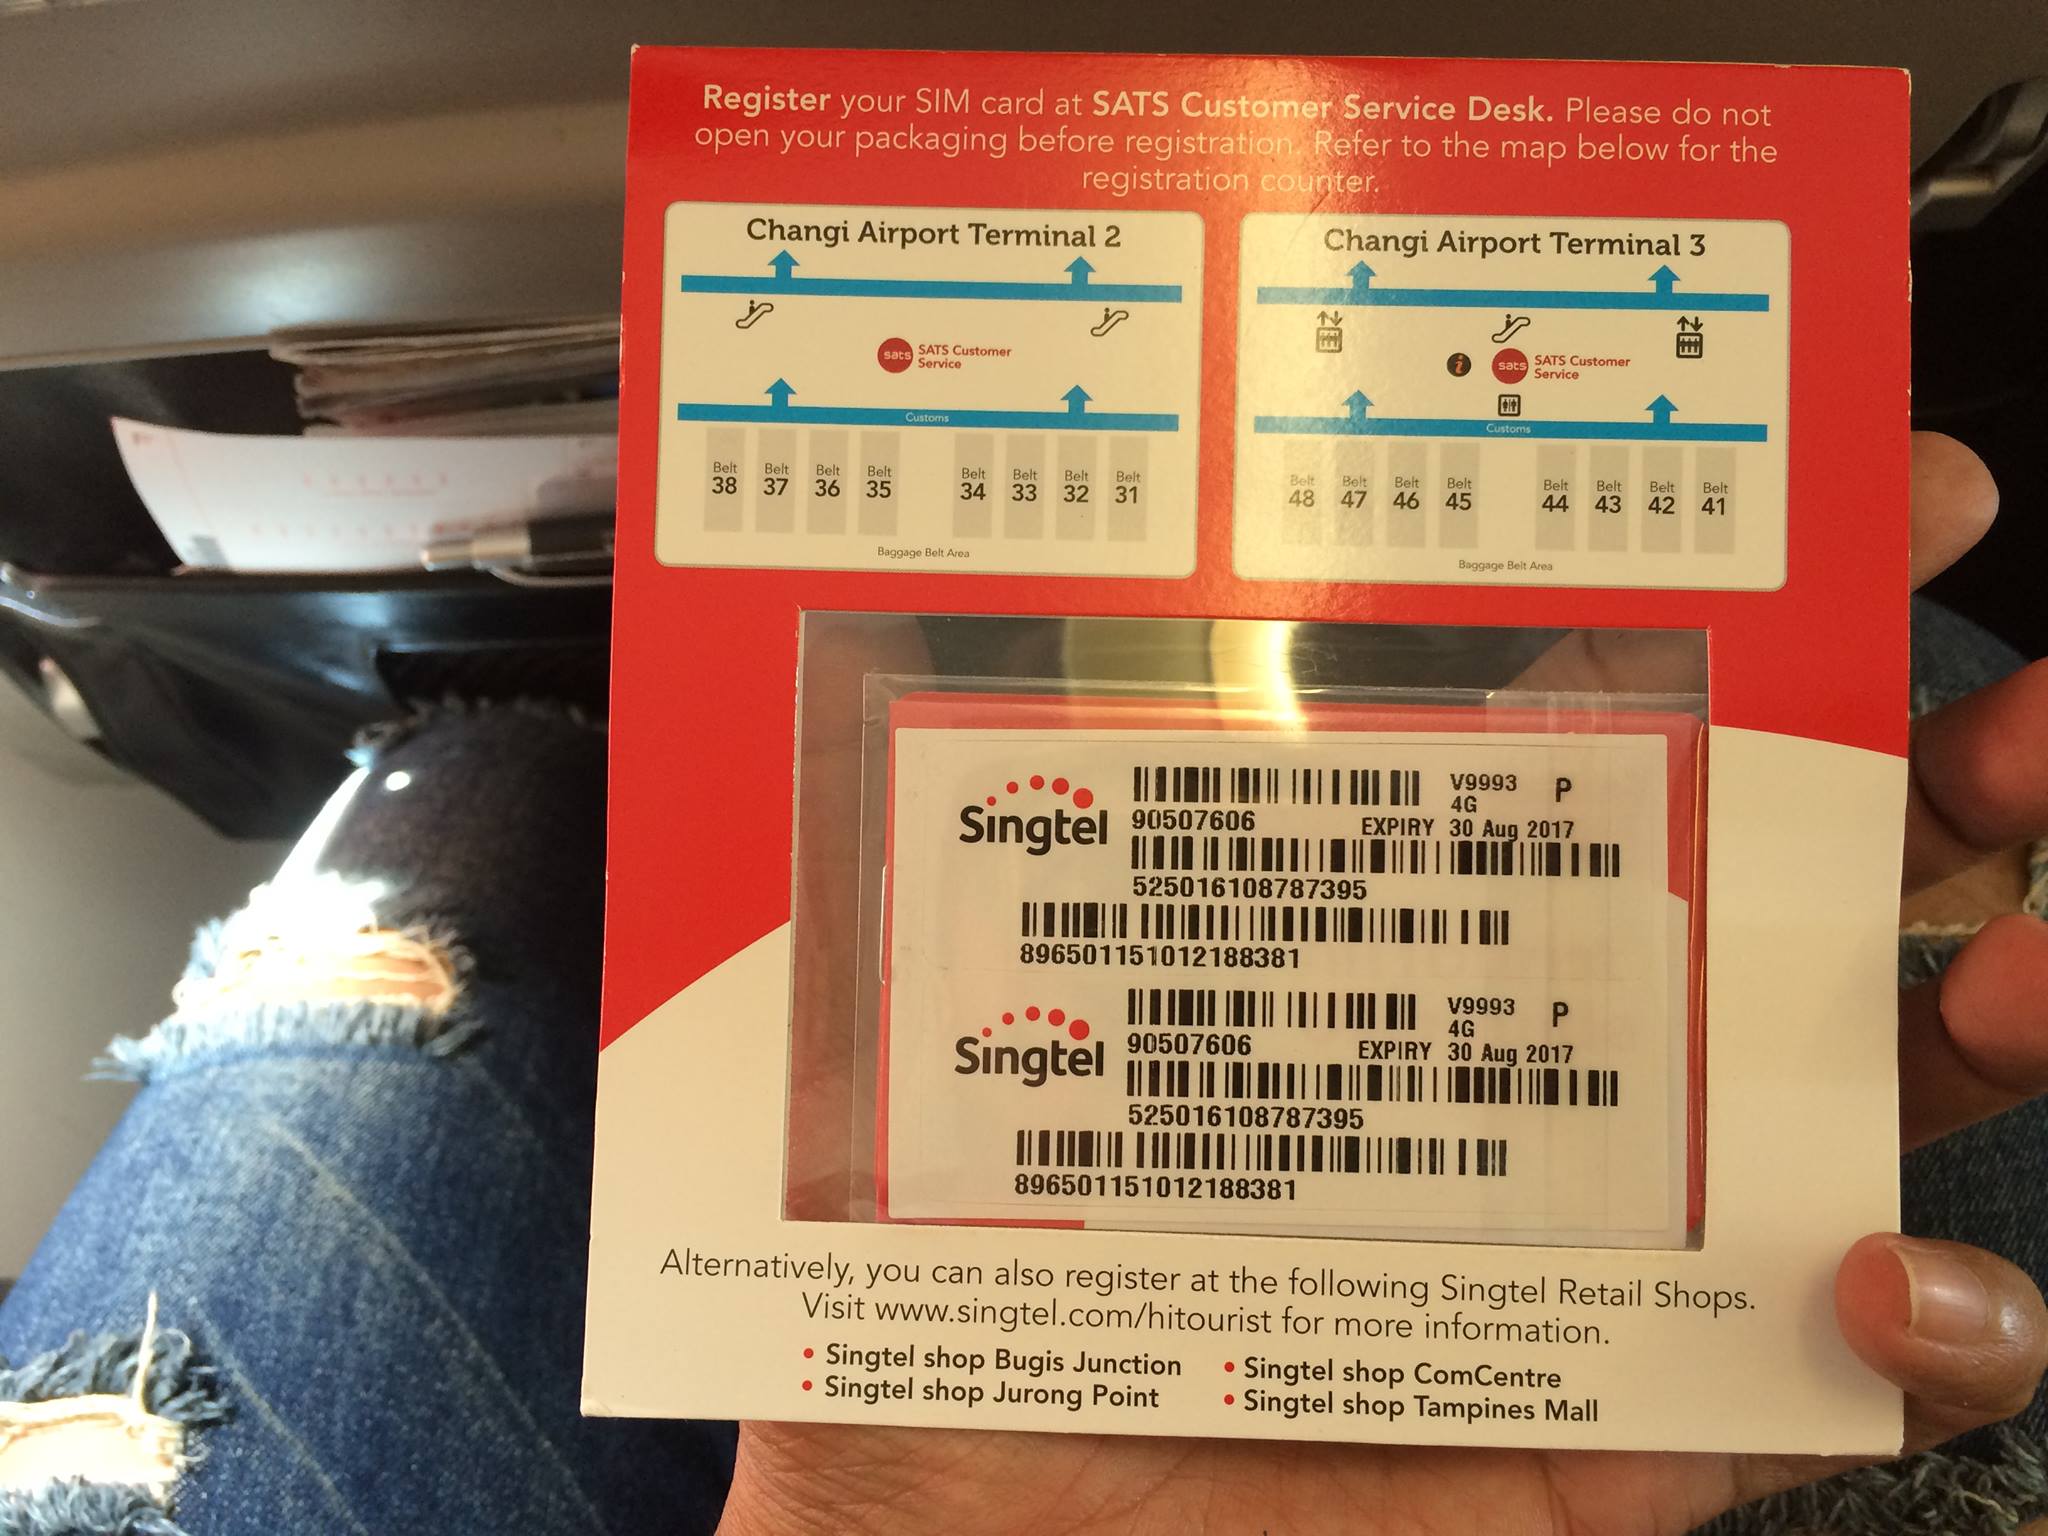 Register your SIM card at SATS Customer Service Desk. Please do not
open your packaging before registration. Refer to the map below for the
registration counter.
Changi Airport Terminal 2
sats SATS Customer
Service
Customs
Belt 38 Belt 37 Belt 36 Belt 35 Belt 34 Belt 33 Belt 32 Belt 31
Baggage Belt Area
Changi Airport Terminal 3
i sats SATS Customer
Service
Customs
Belt 48 Belt 47 Belt 46 Belt 45 Belt 44 Belt 43 Belt 42 Belt 41
Baggage Belt Area
Singtel
V9993 P
4G
90507606 EXPIRY 30 Aug 2017
525016108787395
896501151012188381
Singtel
V9993 P
4G
90507606 EXPIRY 30 Aug 2017
525016108787395
896501151012188381
Alternatively, you can also register at the following Singtel Retail Shops.
Visit www.singtel.com/hitourist for more information.
• Singtel shop Bugis Junction
• Singtel shop Jurong Point
• Singtel shop ComCentre
• Singtel shop Tampines Mall